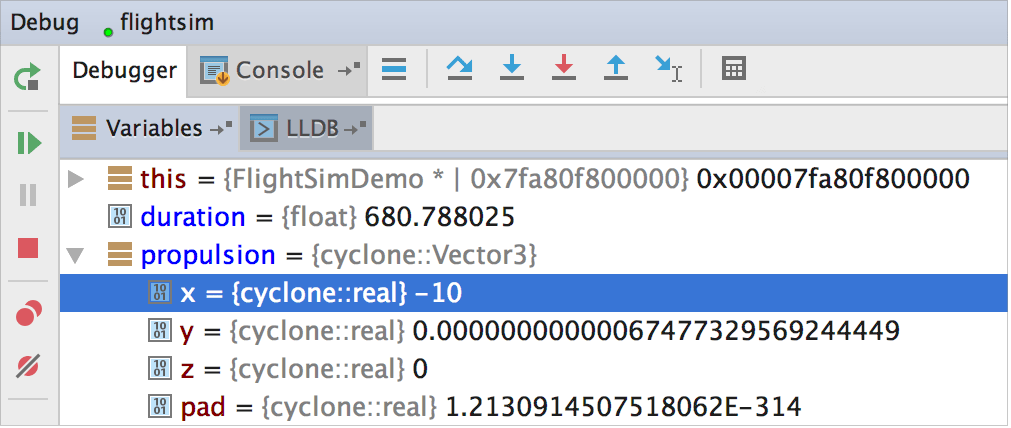 Debug flightsim
Debugger Console
Variables LLDB
this = {FlightSimDemo * | 0x7fa80f800000} 0x00007fa80f800000
duration = {float} 680.788025
propulsion = {cyclone::Vector3}
x = {cyclone::real} -10
y = {cyclone::real} 0.00000000000067477329569244449
z = {cyclone::real} 0
pad = {cyclone::real} 1.2130914507518062E-314